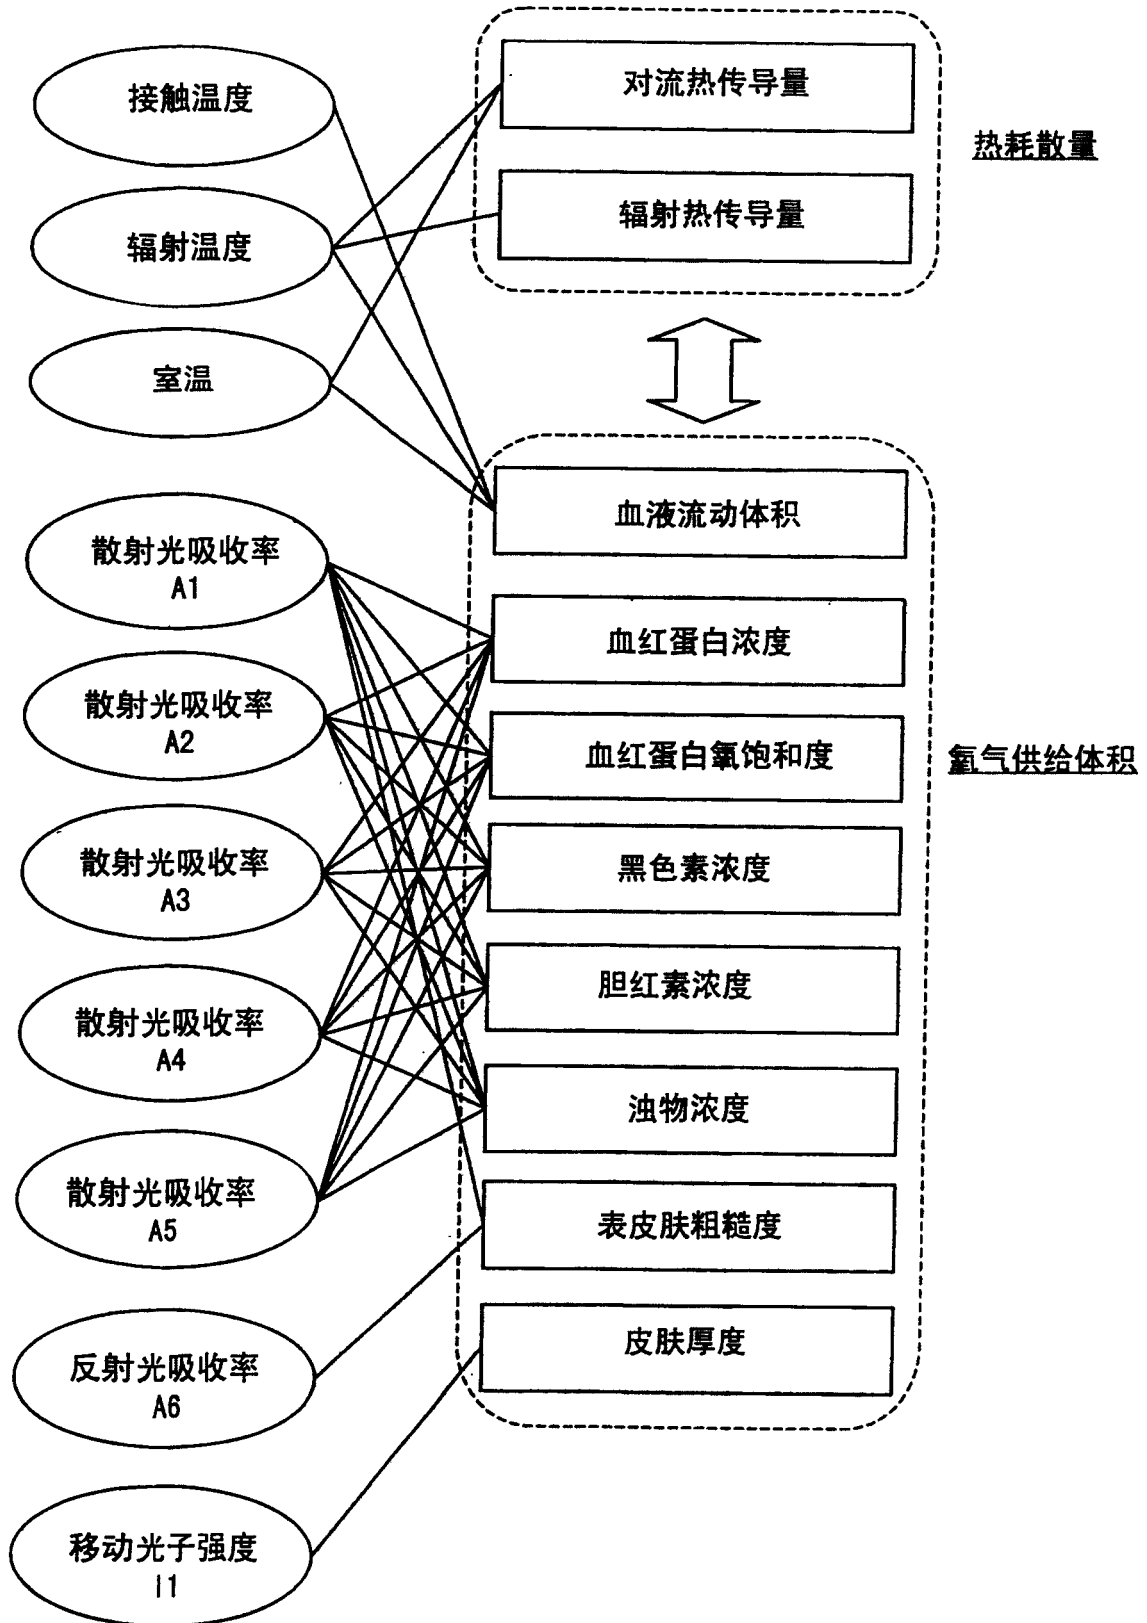 接触温度
辐射温度
室温
散射光吸收率
A1
散射光吸收率
A2
散射光吸收率
A3
散射光吸收率
A4
散射光吸收率
A5
反射光吸收率
A6
移动光子强度
I1
对流热传导量
辐射热传导量
热耗散量
血液流动体积
血红蛋白浓度
血红蛋白氧饱和度
黑色素浓度
胆红素浓度
浊物浓度
表皮肤粗糙度
皮肤厚度
氧气供给体积